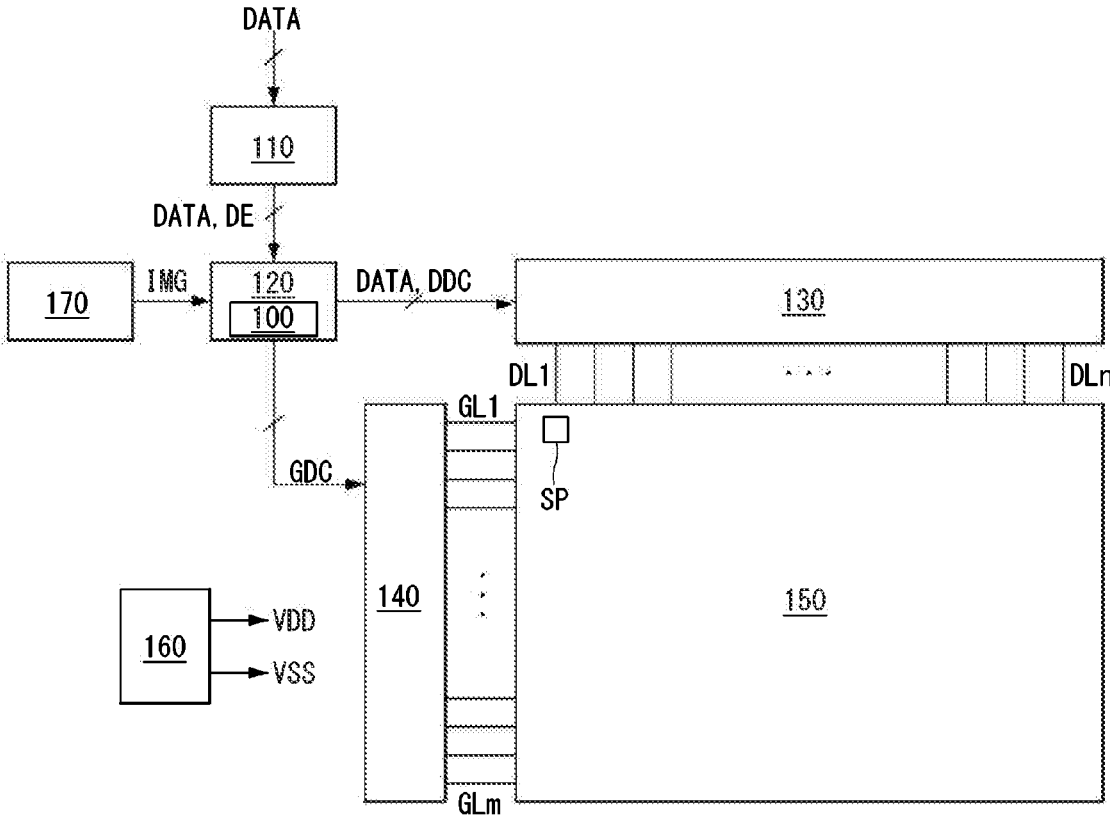 DATA
110
DATA, DE
170
IMG
120
100
DATA, DDC
130
DL1
DLn
GL1
SP
GDC
140
150
160
VDD
VSS
GLm